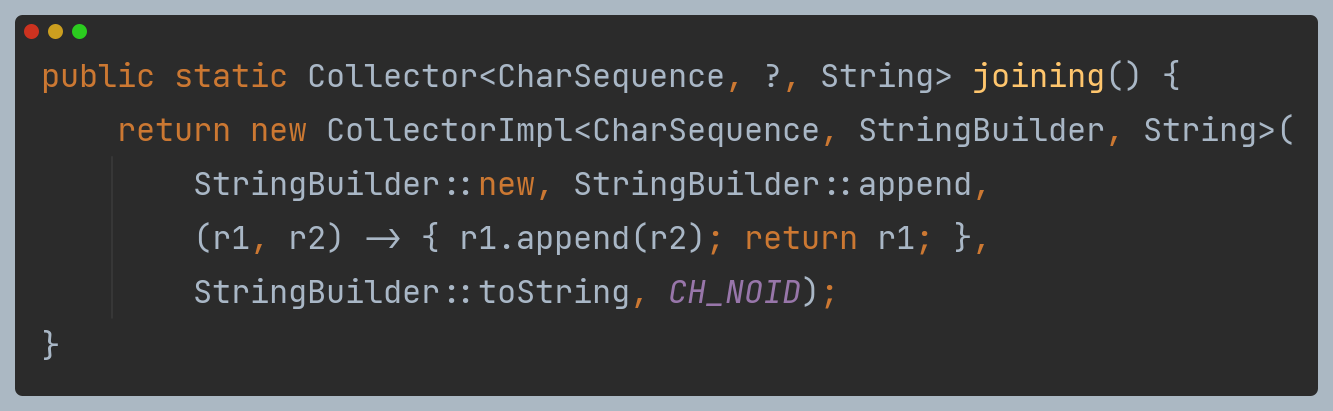 public static Collector<CharSequence, ?, String> joining() {
    return new CollectorImpl<CharSequence, StringBuilder, String>(
        StringBuilder::new, StringBuilder::append,
        (r1, r2) -> { r1.append(r2); return r1; },
        StringBuilder::toString, CH_NOID);
}